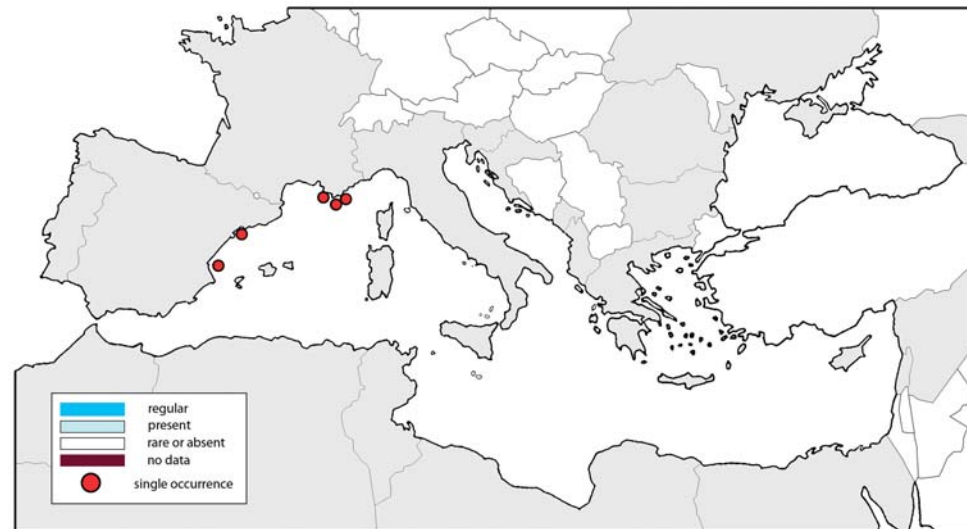 regular
present
rare or absent
no data
single occurrence